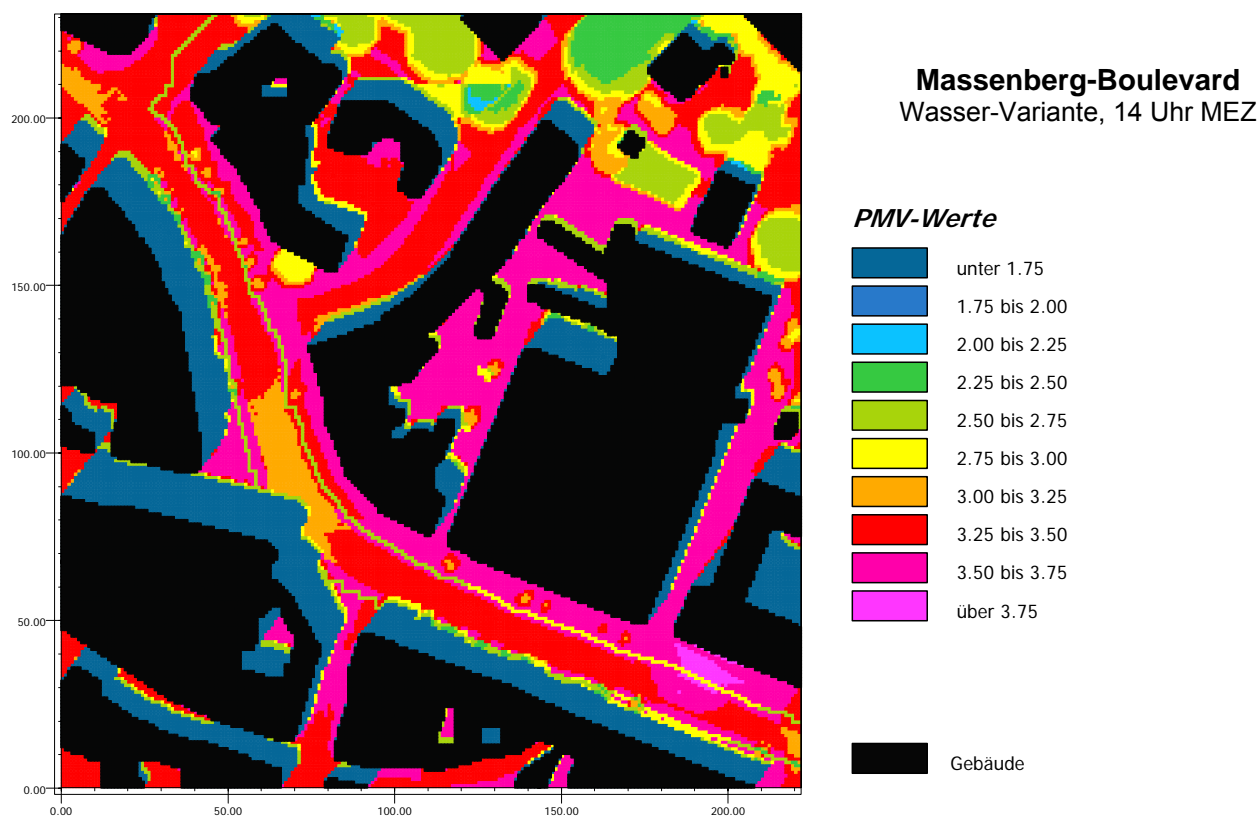 Massenberg-Boulevard
Wasser-Variante, 14 Uhr MEZ
PMV-Werte
unter 1.75
1.75 bis 2.00
2.00 bis 2.25
2.25 bis 2.50
2.50 bis 2.75
2.75 bis 3.00
3.00 bis 3.25
3.25 bis 3.50
3.50 bis 3.75
über 3.75
Gebäude
200.00
150.00
100.00
50.00
0.00
0.00 50.00 100.00 150.00 200.00